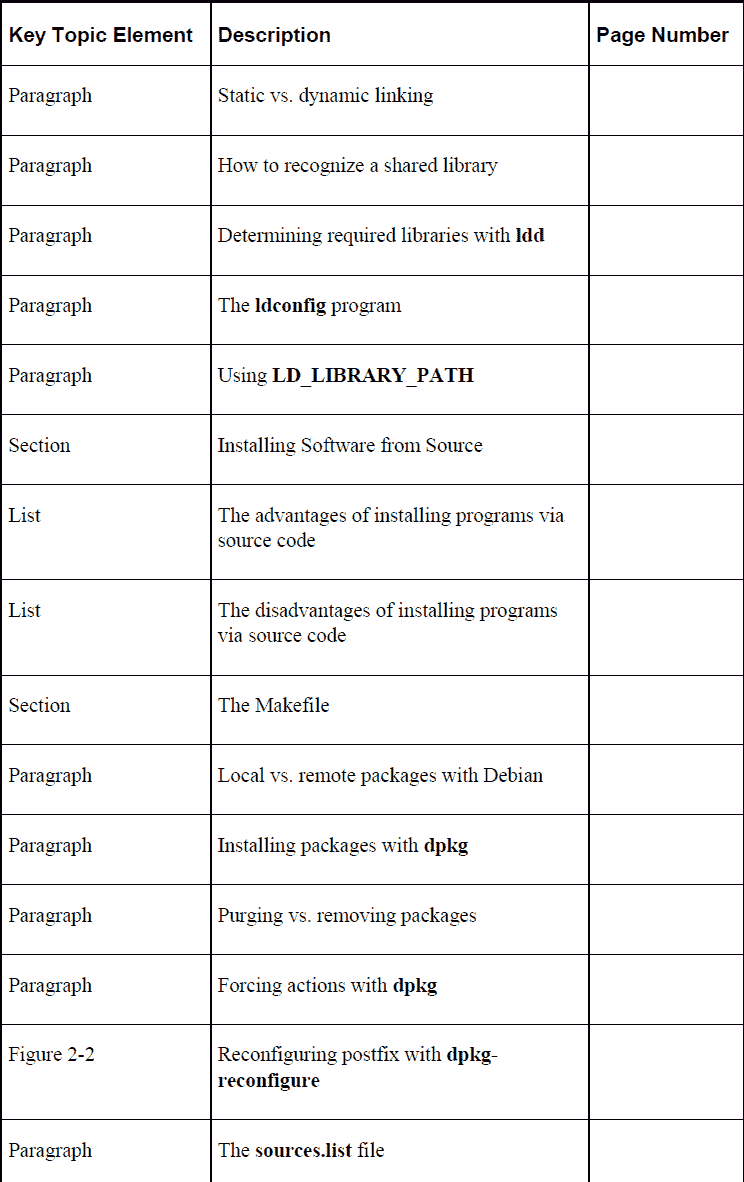 Key Topic Element Description Page Number
Paragraph Static vs. dynamic linking
Paragraph How to recognize a shared library
Paragraph Determining required libraries with ldd
Paragraph The ldconfig program
Paragraph Using LD_LIBRARY_PATH
Section Installing Software from Source
List The advantages of installing programs via
source code
List The disadvantages of installing programs
via source code
Section The Makefile
Paragraph Local vs. remote packages with Debian
Paragraph Installing packages with dpkg
Paragraph Purging vs. removing packages
Paragraph Forcing actions with dpkg
Figure 2-2 Reconfiguring postfix with dpkg-
reconfigure
Paragraph The sources.list file